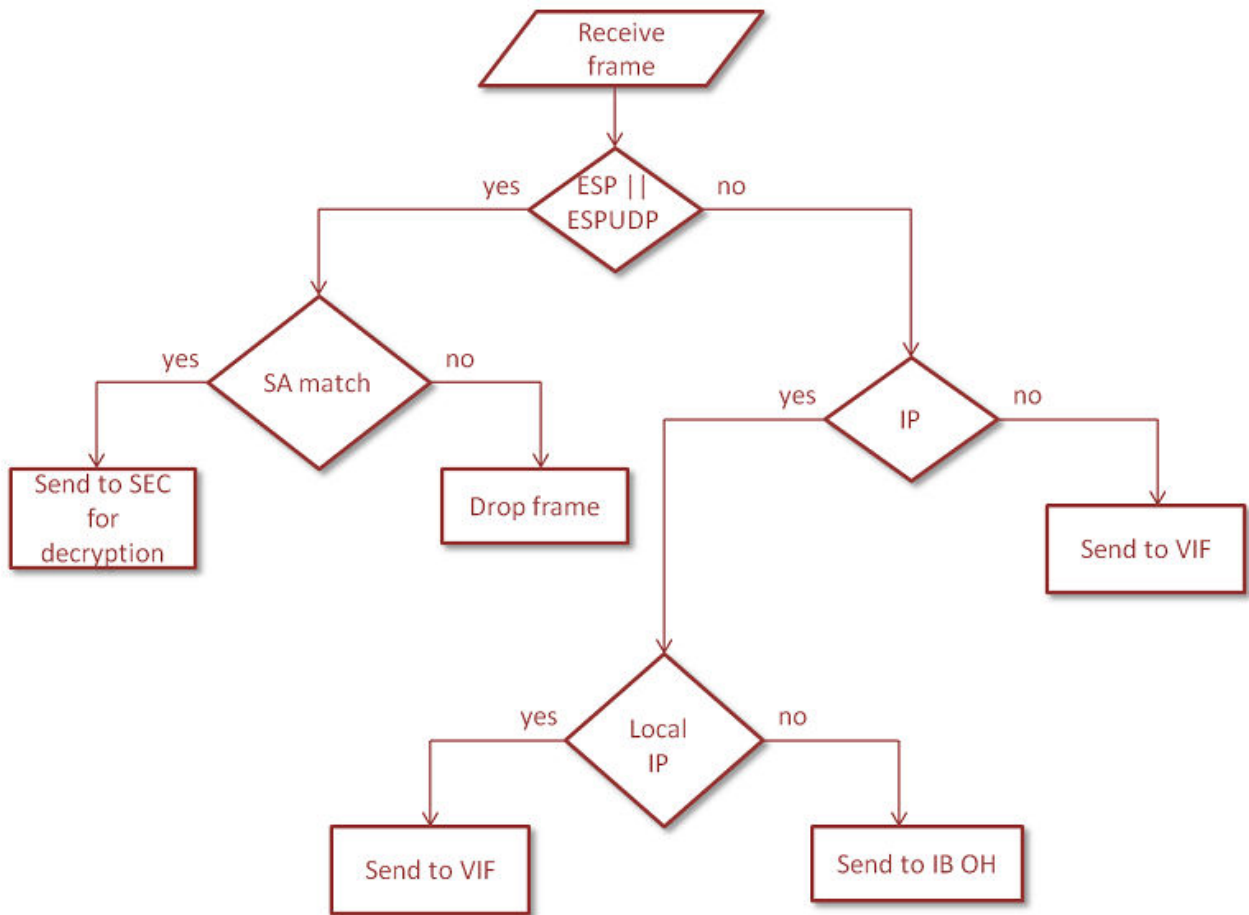 Receive
frame
yes
ESP ||
ESPUDP
no
yes
SA match
no
yes
IP
no
Send to SEC
for
decryption
Drop frame
Send to VIF
yes
Local
IP
no
Send to VIF
Send to IB OH